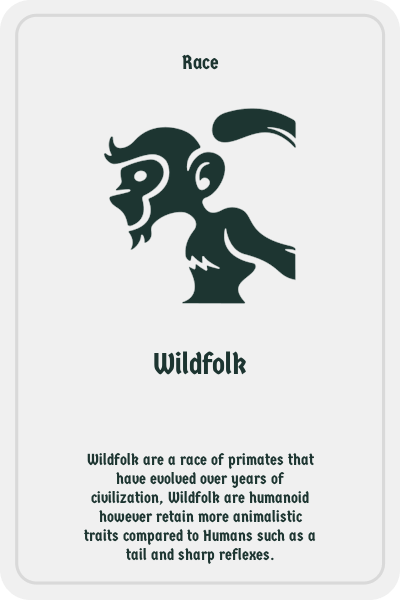 Race
Wildfolk
Wildfolk are a race of primates that
have evolved over years of
civilization, Wildfolk are humanoid
however retain more animalistic
traits compared to Humans such as a
tail and sharp reflexes.